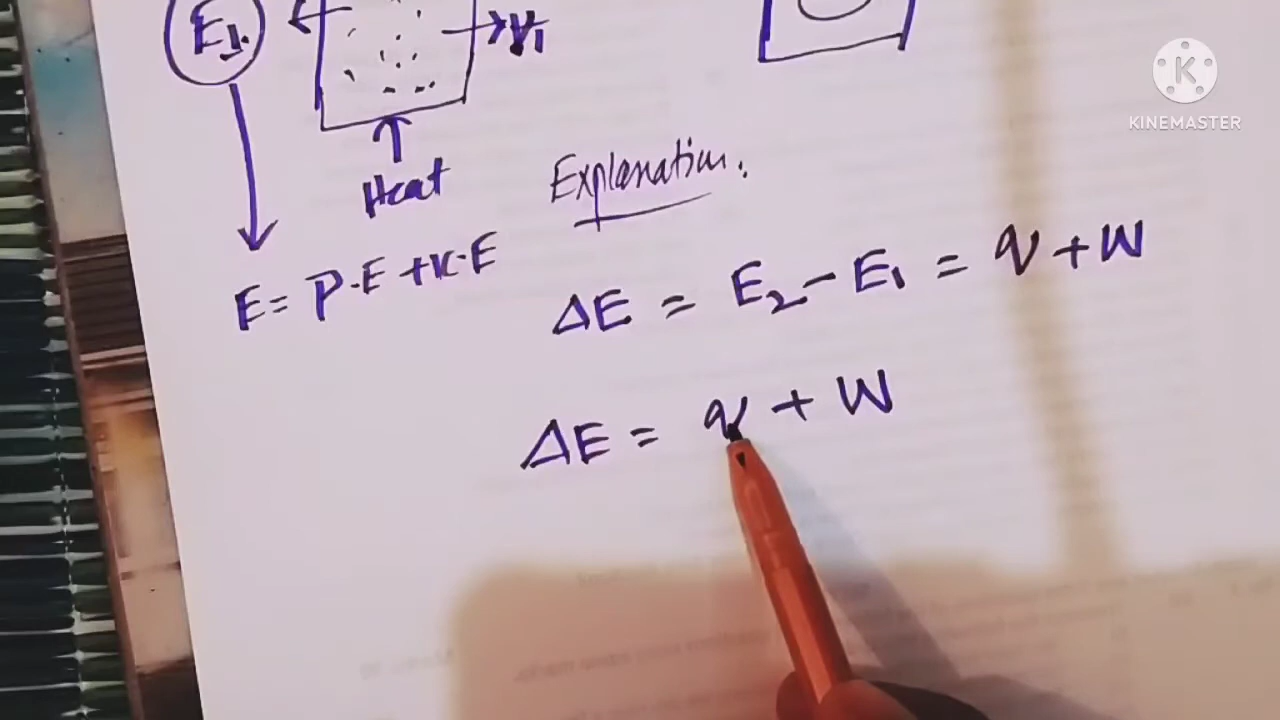 E1.
V1
KINEMASTER
Heat
Explanation.
E = P.E + K.E
ΔE = E2 - E1 = q + W
ΔE = q + W